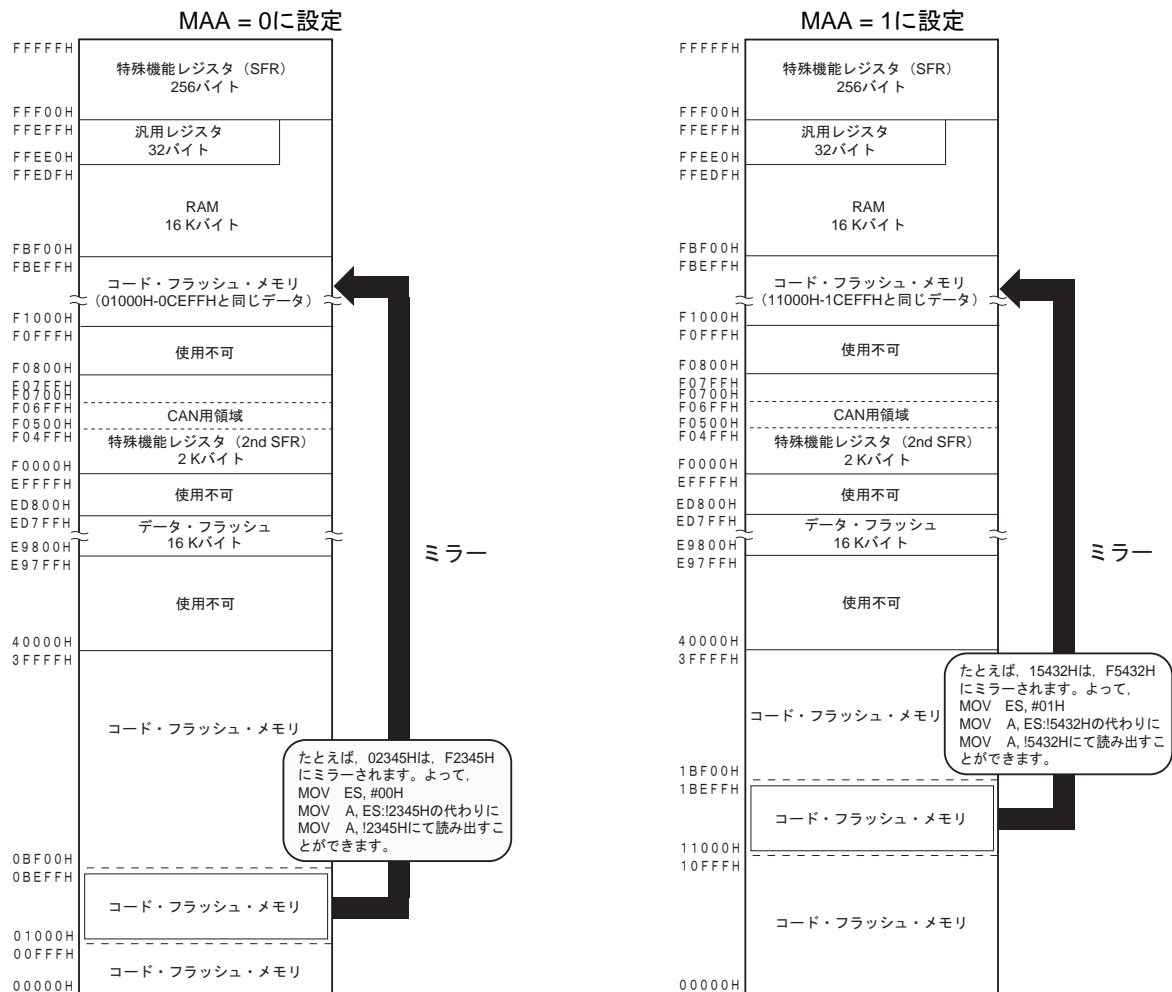 MAA = 0に設定
FFFFFH
特殊機能レジスタ（SFR）
256バイト
FFF00H
FFEFFH
汎用レジスタ
32バイト
FFEE0H
FFEDFH
RAM
16 Kバイト
FBF00H
FBEFFH
コード・フラッシュ・メモリ
（01000H-0CEFFHと同じデータ）
F1000H
F0FFFH
使用不可
F0800H
F07FFH
F0700H
F06FFH
CAN用領域
F0500H
F04FFH
特殊機能レジスタ（2nd SFR）
2 Kバイト
F0000H
EFFFFH
使用不可
ED800H
ED7FFH
データ・フラッシュ
16 Kバイト
E9800H
E97FFH
使用不可
40000H
3FFFFH
コード・フラッシュ・メモリ
0BF00H
0BEFFH
コード・フラッシュ・メモリ
01000H
00FFFH
コード・フラッシュ・メモリ
00000H
ミラー
たとえば，02345Hは，F2345H
にミラーされます。よって，
MOV ES, #00H
MOV A, ES:!2345Hの代わりに
MOV A, !2345Hにて読み出すこ
とができます。
MAA = 1に設定
FFFFFH
特殊機能レジスタ（SFR）
256バイト
FFF00H
FFEFFH
汎用レジスタ
32バイト
FFEE0H
FFEDFH
RAM
16 Kバイト
FBF00H
FBEFFH
コード・フラッシュ・メモリ
（11000H-1CEFFHと同じデータ）
F1000H
F0FFFH
使用不可
F0800H
F07FFH
F0700H
F06FFH
CAN用領域
F0500H
F04FFH
特殊機能レジスタ（2nd SFR）
2 Kバイト
F0000H
EFFFFH
使用不可
ED800H
ED7FFH
データ・フラッシュ
16 Kバイト
E9800H
E97FFH
使用不可
40000H
3FFFFH
コード・フラッシュ・メモリ
1BF00H
1BEFFH
コード・フラッシュ・メモリ
11000H
10FFFH
コード・フラッシュ・メモリ
00000H
ミラー
たとえば，15432Hは，F5432H
にミラーされます。よって，
MOV ES, #01H
MOV A, ES:!5432Hの代わりに
MOV A, !5432Hにて読み出すこ
とができます。